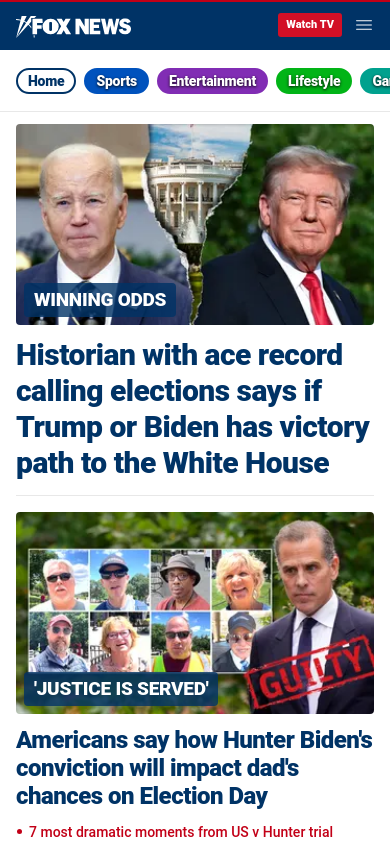 FOX NEWS
Watch TV
Home
Sports
Entertainment
Lifestyle
WINNING ODDS
Historian with ace record
calling elections says if
Trump or Biden has victory
path to the White House
'JUSTICE IS SERVED'
GUILTY
Americans say how Hunter Biden's
conviction will impact dad's
chances on Election Day
7 most dramatic moments from US v Hunter trial